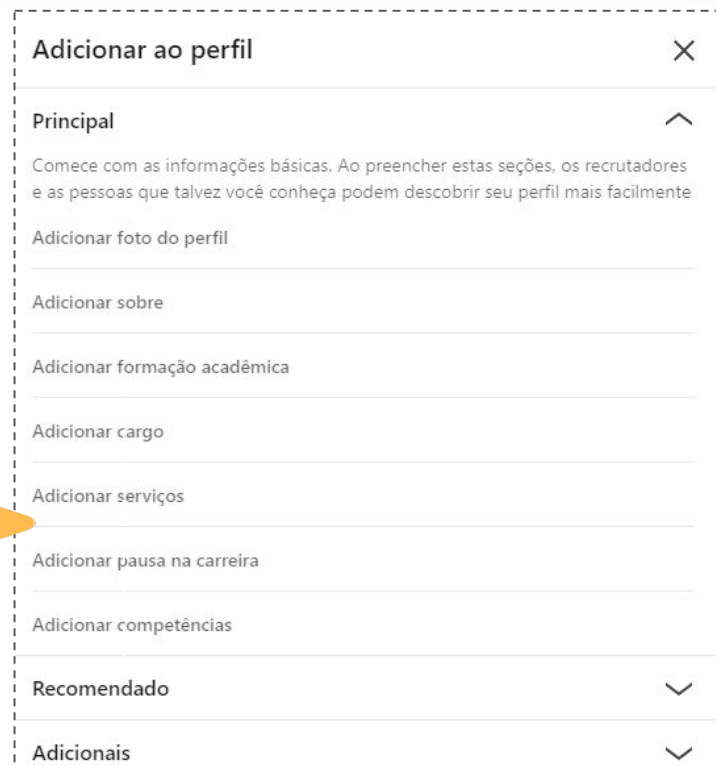 Adicionar ao perfil
Principal
Comece com as informações básicas. Ao preencher estas seções, os recrutadores
e as pessoas que talvez você conheça podem descobrir seu perfil mais facilmente
Adicionar foto do perfil
Adicionar sobre
Adicionar formação acadêmica
Adicionar cargo
Adicionar serviços
Adicionar pausa na carreira
Adicionar competências
Recomendado
Adicionais